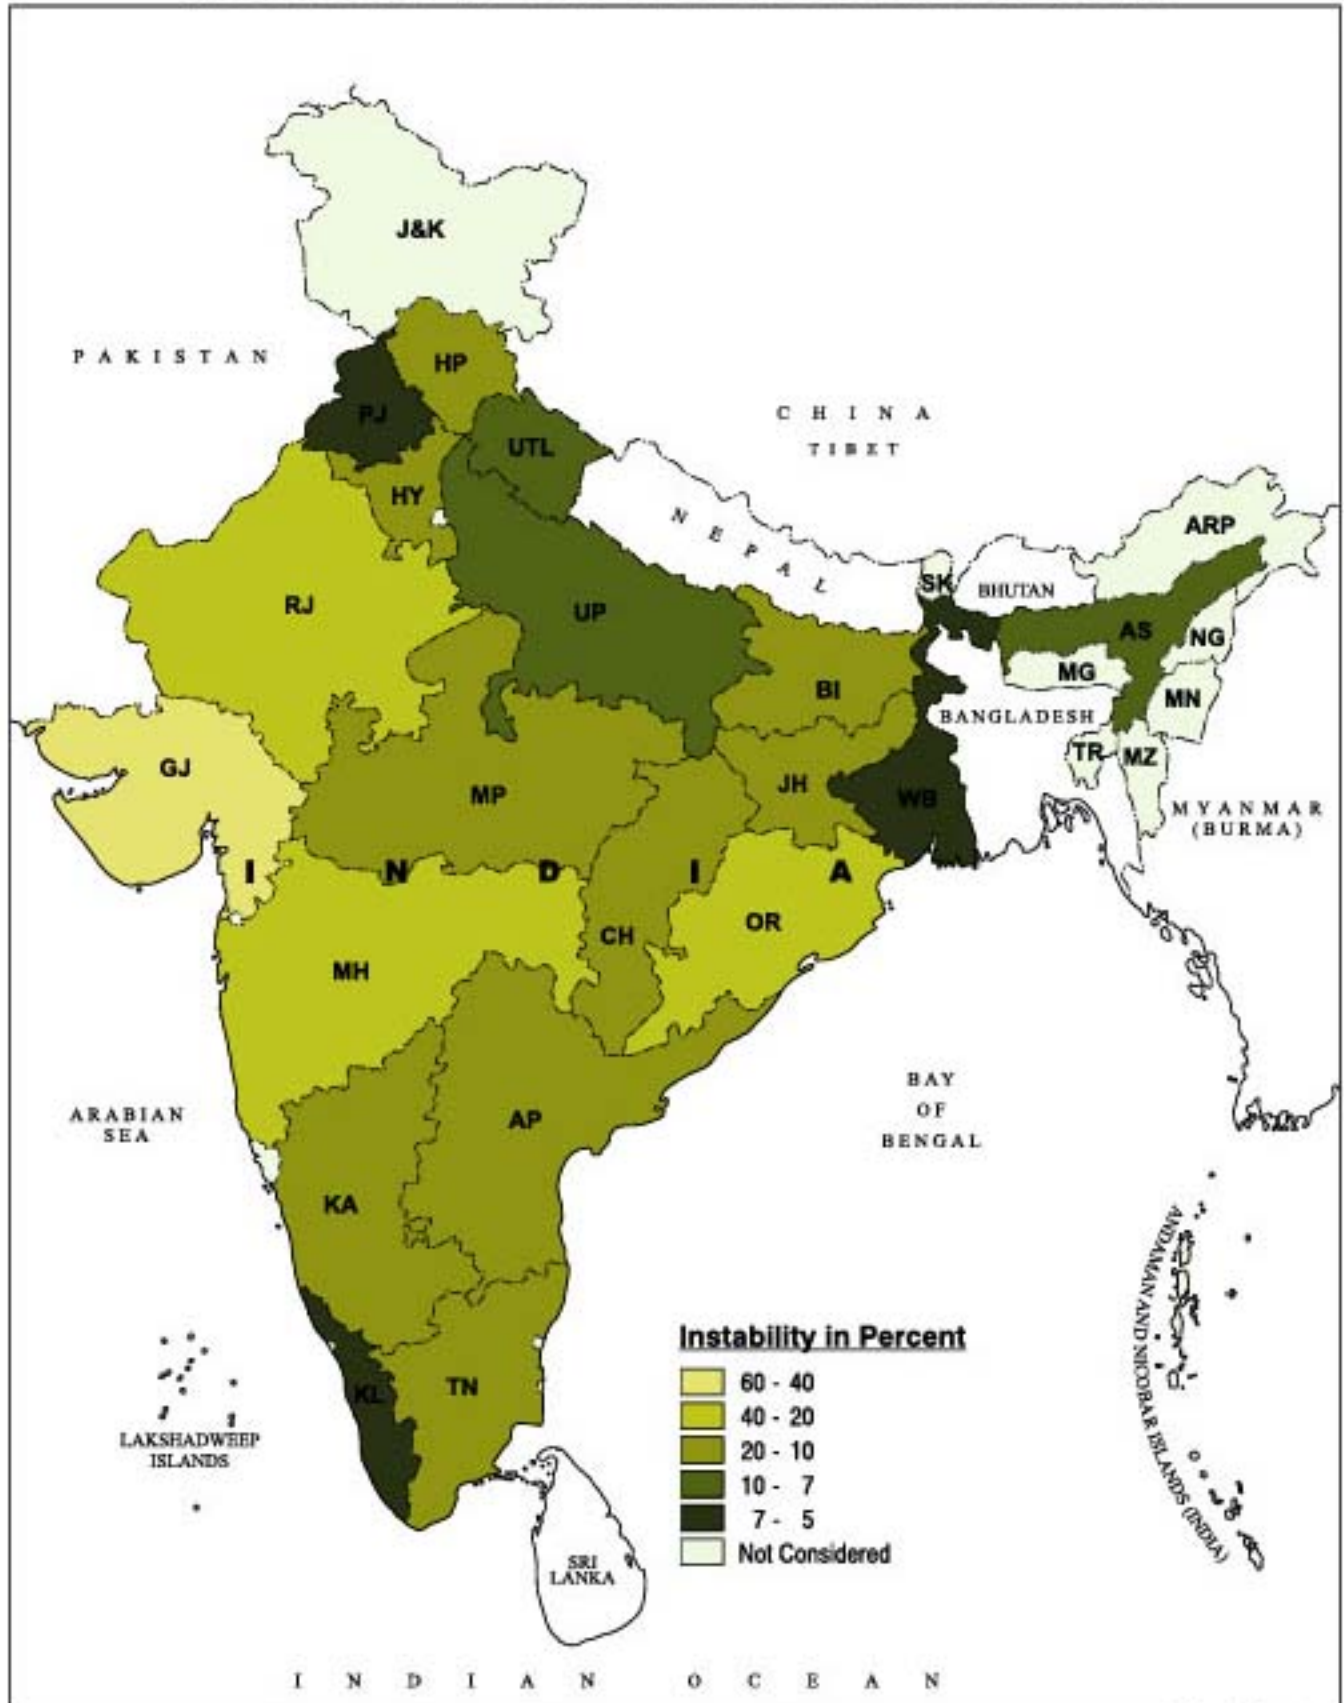 J&K
PAKISTAN
HP
PJ
CHINA
TIBET
UTL
HY
NEPAL
ARP
SK
BHUTAN
RJ
UP
AS
NG
MG
BI
MN
BANGLADESH
GJ
TR
MZ
MP
JH
WB
MYANMAR
(BURMA)
INDIA
OR
CH
MH
BAY
OF
BENGAL
ARABIAN
SEA
AP
KA
ANDAMAN AND NICOBAR ISLANDS (INDIA)
Instability in Percent
60 - 40
40 - 20
20 - 10
10 - 7
7 - 5
Not Considered
KL
TN
LAKSHADWEEP
ISLANDS
SRI
LANKA
INDIAN OCEAN